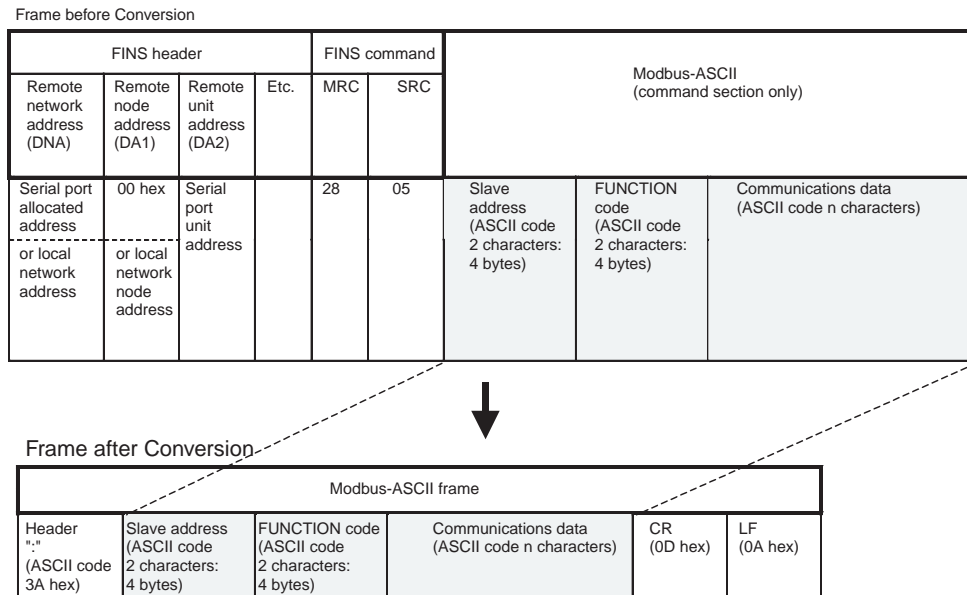 Frame before Conversion
FINS header
FINS command
Modbus-ASCII
(command section only)
Remote
network
address
(DNA)
Remote
node
address
(DA1)
Remote
unit
address
(DA2)
Etc.
MRC
SRC
Serial port
allocated
address
or local
network
address
00 hex
or local
network
node
address
Serial
port
unit
address
28
05
Slave
address
(ASCII code
2 characters:
4 bytes)
FUNCTION
code
(ASCII code
2 characters:
4 bytes)
Communications data
(ASCII code n characters)
Frame after Conversion
Modbus-ASCII frame
Header
":"
(ASCII code
3A hex)
Slave address
(ASCII code
2 characters:
4 bytes)
FUNCTION code
(ASCII code
2 characters:
4 bytes)
Communications data
(ASCII code n characters)
CR
(0D hex)
LF
(0A hex)